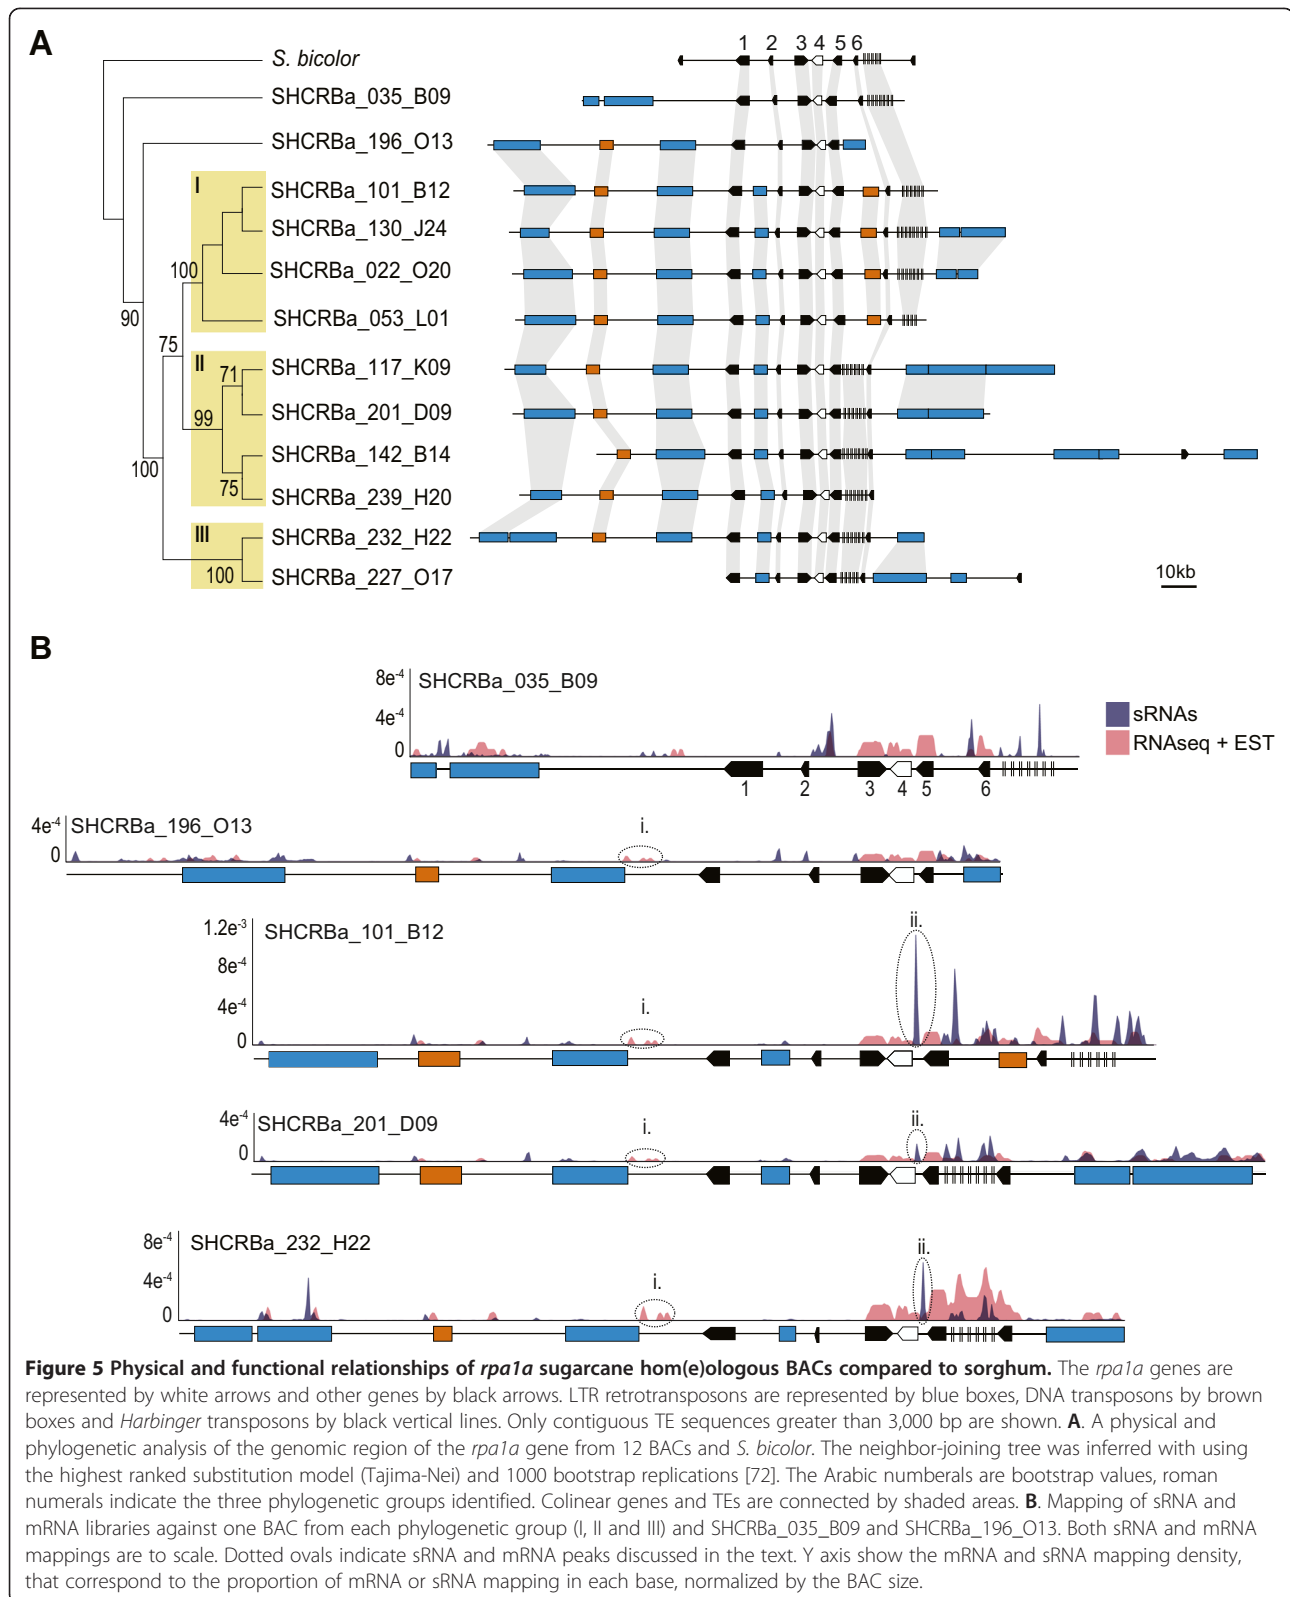 A
1 2 3 4 5 6
S. bicolor
SHCRBa_035_B09
SHCRBa_196_O13
I
SHCRBa_101_B12
SHCRBa_130_J24
100
SHCRBa_022_O20
90
SHCRBa_053_L01
75
II
71
SHCRBa_117_K09
99
SHCRBa_201_D09
SHCRBa_142_B14
100
75
SHCRBa_239_H20
III
SHCRBa_232_H22
100
SHCRBa_227_O17
10kb
B
8e-4
SHCRBa_035_B09
4e-4
0
sRNAs
RNAseq + EST
1 2 3 4 5 6
4e-4
SHCRBa_196_O13
i.
0
1.2e-3
SHCRBa_101_B12
ii.
8e-4
4e-4
i.
0
4e-4
SHCRBa_201_D09
i.
ii.
0
8e-4
SHCRBa_232_H22
ii.
4e-4
i.
0
Figure 5 Physical and functional relationships of rpa1a sugarcane hom(e)ologous BACs compared to sorghum. The rpa1a genes are
represented by white arrows and other genes by black arrows. LTR retrotransposons are represented by blue boxes, DNA transposons by brown
boxes and Harbinger transposons by black vertical lines. Only contiguous TE sequences greater than 3,000 bp are shown. A. A physical and
phylogenetic analysis of the genomic region of the rpa1a gene from 12 BACs and S. bicolor. The neighbor-joining tree was inferred with using
the highest ranked substitution model (Tajima-Nei) and 1000 bootstrap replications [72]. The Arabic numberals are bootstrap values, roman
numerals indicate the three phylogenetic groups identified. Colinear genes and TEs are connected by shaded areas. B. Mapping of sRNA and
mRNA libraries against one BAC from each phylogenetic group (I, II and III) and SHCRBa_035_B09 and SHCRBa_196_O13. Both sRNA and mRNA
mappings are to scale. Dotted ovals indicate sRNA and mRNA peaks discussed in the text. Y axis show the mRNA and sRNA mapping density,
that correspond to the proportion of mRNA or sRNA mapping in each base, normalized by the BAC size.